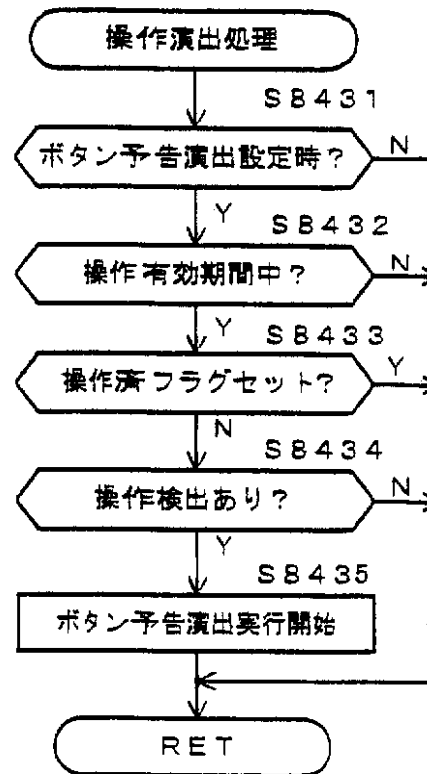 操作演出処理
S8431
ボタン予告演出設定時？
N
Y
S8432
操作有効期間中？
N
Y
S8433
操作済フラグセット？
Y
N
S8434
操作検出あり？
N
Y
S8435
ボタン予告演出実行開始
RET